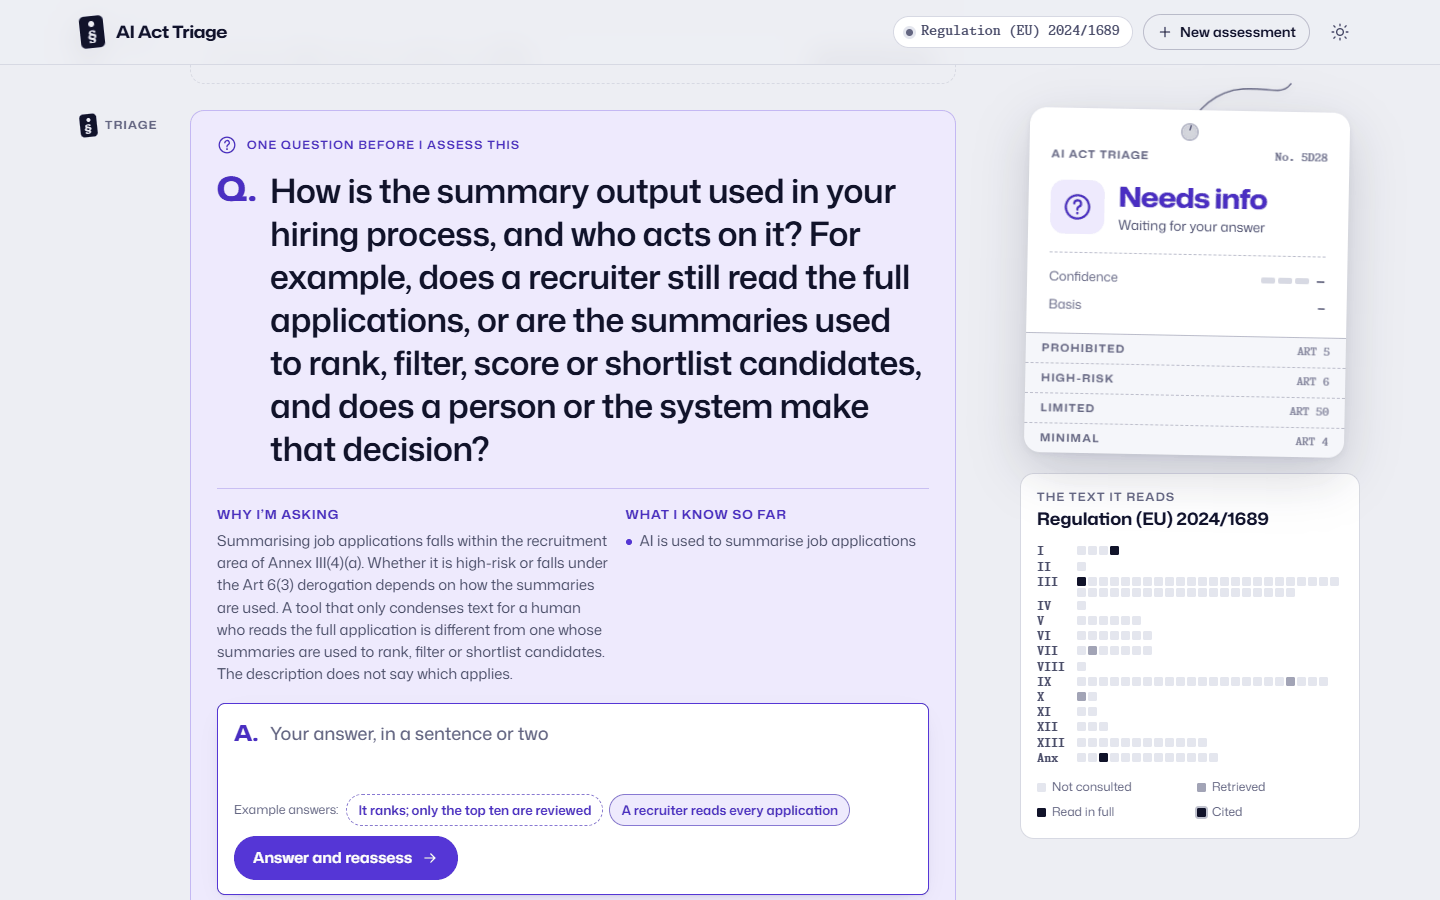 AI Act Triage
Regulation (EU) 2024/1689
+ New assessment
§ TRIAGE
ONE QUESTION BEFORE I ASSESS THIS
Q. How is the summary output used in your
hiring process, and who acts on it? For
example, does a recruiter still read the full
applications, or are the summaries used
to rank, filter, score or shortlist candidates,
and does a person or the system make
that decision?
WHY I'M ASKING
Summarising job applications falls within the recruitment
area of Annex III(4)(a). Whether it is high-risk or falls under
the Art 6(3) derogation depends on how the summaries
are used. A tool that only condenses text for a human
who reads the full application is different from one whose
summaries are used to rank, filter or shortlist candidates.
The description does not say which applies.
WHAT I KNOW SO FAR
• AI is used to summarise job applications
A. Your answer, in a sentence or two
Example answers: It ranks; only the top ten are reviewed A recruiter reads every application
Answer and reassess →
AI ACT TRIAGE No. 5D28
Needs info
Waiting for your answer
Confidence –
Basis –
PROHIBITED ART 5
HIGH-RISK ART 6
LIMITED ART 50
MINIMAL ART 4
THE TEXT IT READS
Regulation (EU) 2024/1689
I
II
III
IV
V
VI
VII
VIII
IX
X
XI
XII
XIII
Anx
Not consulted Retrieved
Read in full Cited